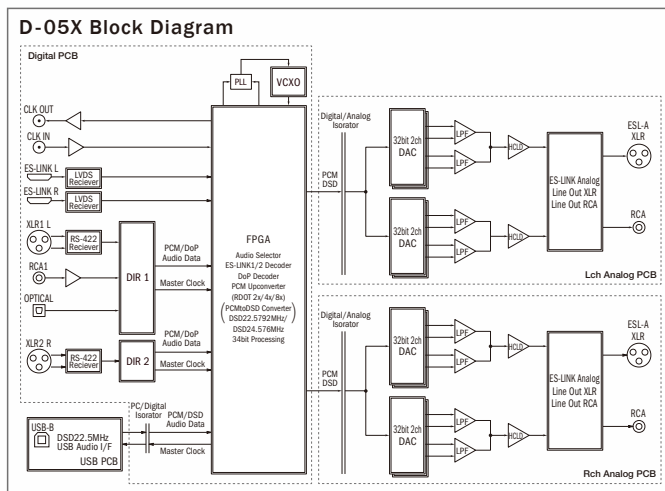 D-05X Block Diagram
Digital PCB
PLL
VCXO
CLK OUT
CLK IN
ES-LINK L
LVDS
Reciever
ES-LINK R
LVDS
Reciever
XLR1 L
RS-422
Reciever
RCA1
OPTICAL
DIR 1
PCM/DoP
Audio Data
Master Clock
XLR2 R
RS-422
Reciever
DIR 2
PCM/DoP
Audio Data
Master Clock
USB-B
DSD22.5MHz
USB Audio I/F
USB PCB
PC/Digital
Isorator
PCM/DSD
Audio Data
Master Clock
FPGA
Audio Selector
ES-LINK1/2 Decoder
DoP Decoder
PCM Upconverter
(RDOT 2x/4x/8x)
(PCMtoDSD Converter
DSD22.5792MHz/
DSD24.576MHz)
34bit Processing
Digital/Analog
Isorator
PCM
DSD
32bit 2ch
DAC
LPF
LPF
HCLD
32bit 2ch
DAC
LPF
LPF
HCLD
ES-LINK Analog
Line Out XLR
Line Out RCA
ESL-A
XLR
RCA
Lch Analog PCB
Digital/Analog
Isorator
PCM
DSD
32bit 2ch
DAC
LPF
LPF
HCLD
32bit 2ch
DAC
LPF
LPF
HCLD
ES-LINK Analog
Line Out XLR
Line Out RCA
ESL-A
XLR
RCA
Rch Analog PCB